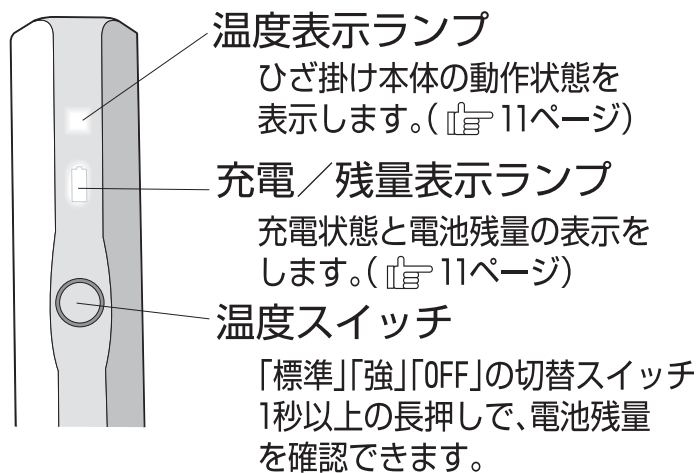 温度表示ランプ
ひざ掛け本体の動作状態を
表示します。(☞11ページ)
充電／残量表示ランプ
充電状態と電池残量の表示を
します。(☞11ページ)
温度スイッチ
「標準」「強」「OFF」の切替スイッチ
1秒以上の長押しで、電池残量
を確認できます。